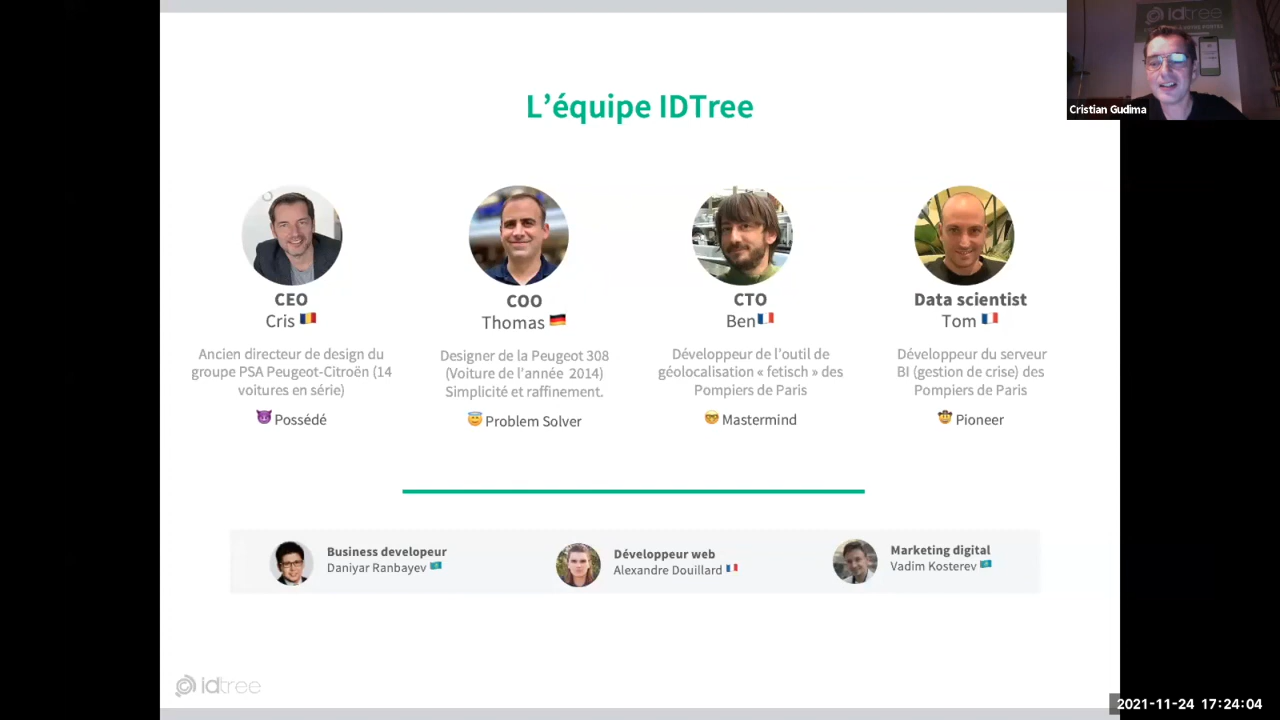 idtree
Cristian Gudima
L'équipe IDTree
CEO
Cris
Ancien directeur de design du
groupe PSA Peugeot-Citroën (14
voitures en série)
😈 Possédé
COO
Thomas
Designer de la Peugeot 308
(Voiture de l'année 2014)
Simplicité et raffinement.
😇 Problem Solver
CTO
Ben
Développeur de l'outil de
géolocalisation « fetisch » des
Pompiers de Paris
🤓 Mastermind
Data scientist
Tom
Développeur du serveur
BI (gestion de crise) des
Pompiers de Paris
🤠 Pioneer
Business developeur
Daniyar Ranbayev
Développeur web
Alexandre Douillard
Marketing digital
Vadim Kosterev
idtree
2021-11-24 17:24:04